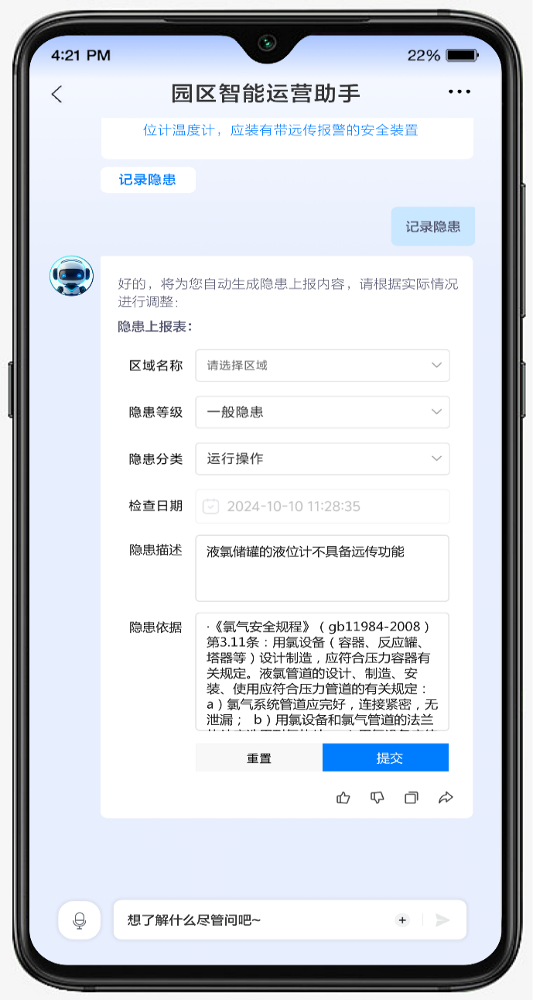 4:21 PM 22%
园区智能运营助手
位计温度计，应装有带远传报警的安全装置
记录隐患
记录隐患
好的，将为您自动生成隐患上报内容，请根据实际情况
进行调整：
隐患上报表：
区域名称 请选择区域
隐患等级 一般隐患
隐患分类 运行操作
检查日期 2024-10-10 11:28:35
隐患描述 液氯储罐的液位计不具备远传功能
隐患依据 ·《氯气安全规程》（gb11984-2008）
第3.11条：用氯设备（容器、反应罐、
塔器等）设计制造，应符合压力容器有
关规定。液氯管道的设计、制造、安
装、使用应符合压力管道的有关规定：
a）氯气系统管道应完好，连接紧密，无
泄漏； b）用氯设备和氯气管道的法兰
重置 提交
想了解什么尽管问吧~